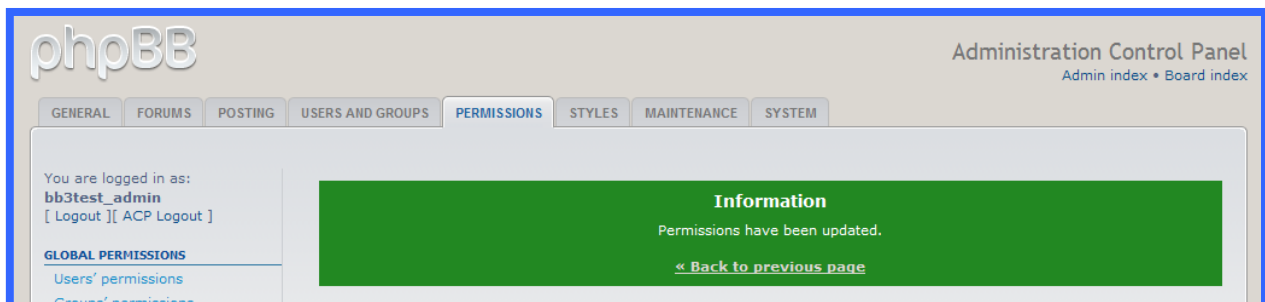 phpBB
Administration Control Panel
Admin index • Board index
GENERAL FORUMS POSTING USERS AND GROUPS PERMISSIONS STYLES MAINTENANCE SYSTEM
You are logged in as:
bb3test_admin
[ Logout ][ ACP Logout ]
GLOBAL PERMISSIONS
Users’ permissions
Groups’ permissions
Information
Permissions have been updated.
« Back to previous page